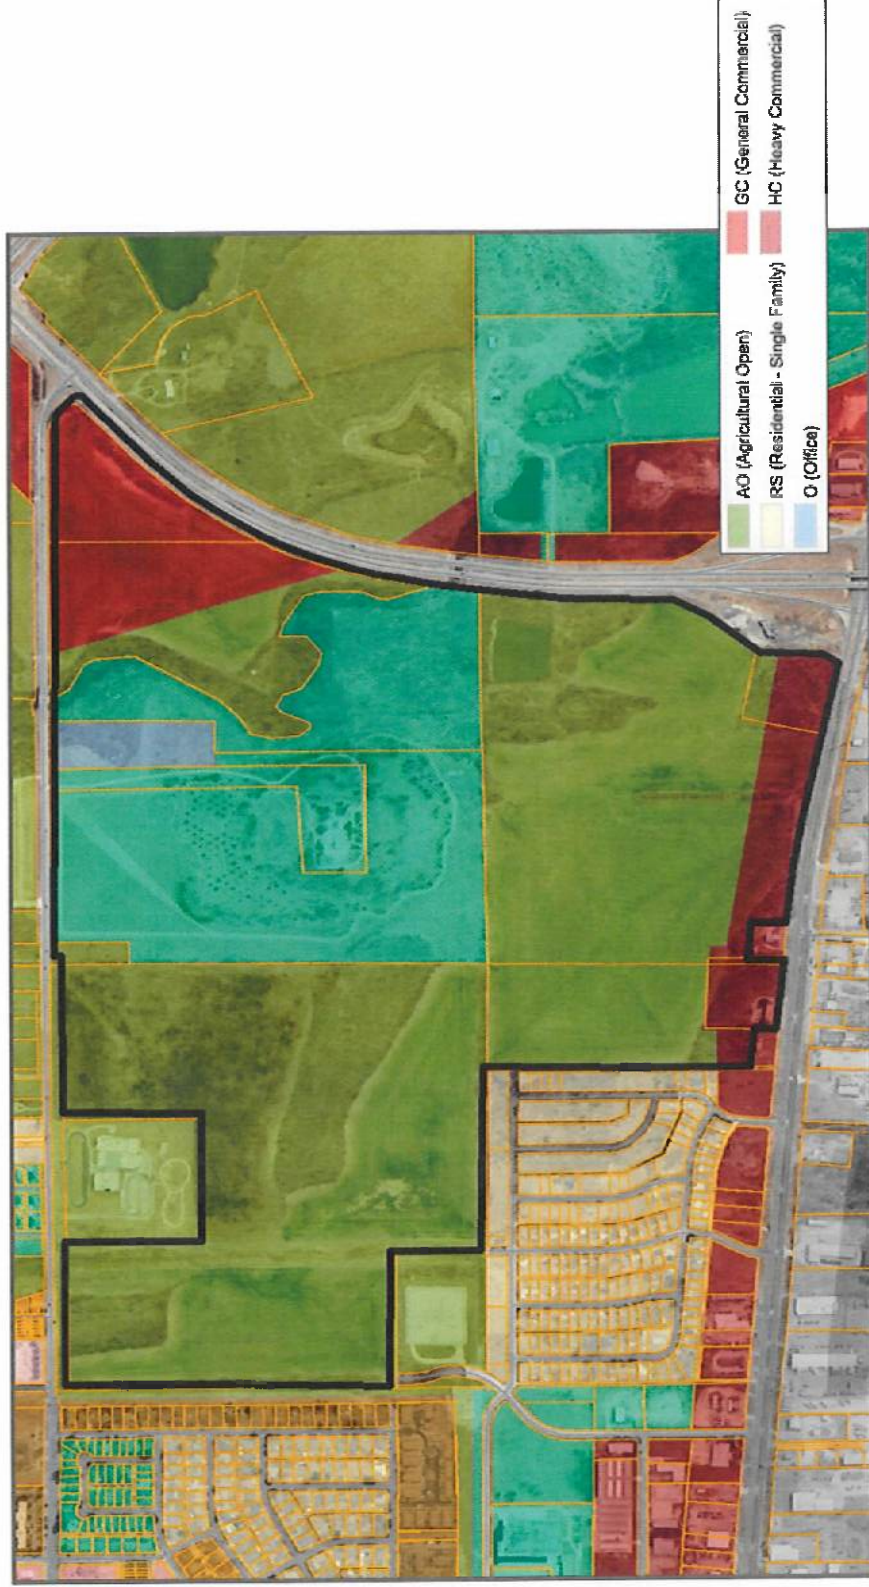 AO (Agricultural Open)
RS (Residential - Single Family)
O (Office)
GC (General Commercial)
HC (Heavy Commercial)